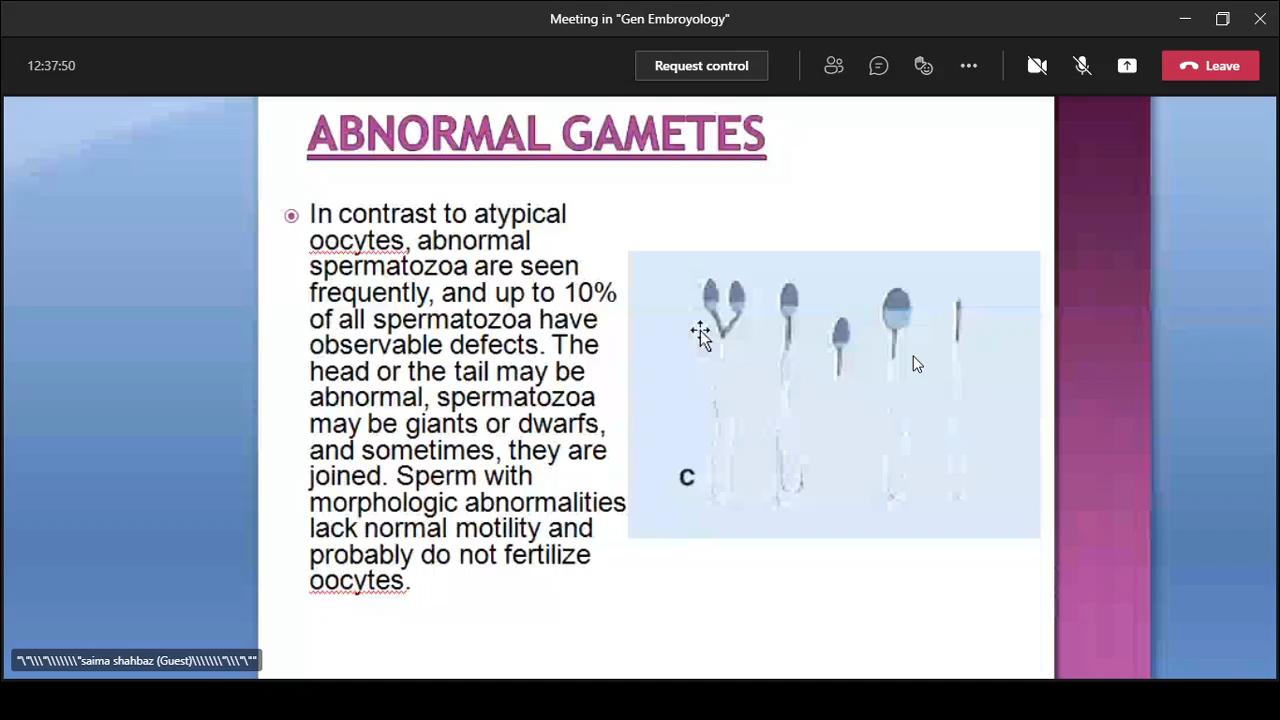 Meeting in "Gen Embroyology"
12:37:50
Request control
Leave
ABNORMAL GAMETES
In contrast to atypical
oocytes, abnormal
spermatozoa are seen
frequently, and up to 10%
of all spermatozoa have
observable defects. The
head or the tail may be
abnormal, spermatozoa
may be giants or dwarfs,
and sometimes, they are
joined. Sperm with
morphologic abnormalities
lack normal motility and
probably do not fertilize
oocytes.
C
"\"\\\"\\\\\\\"saima shahbaz (Guest)\\\\\\\"\\\"\""